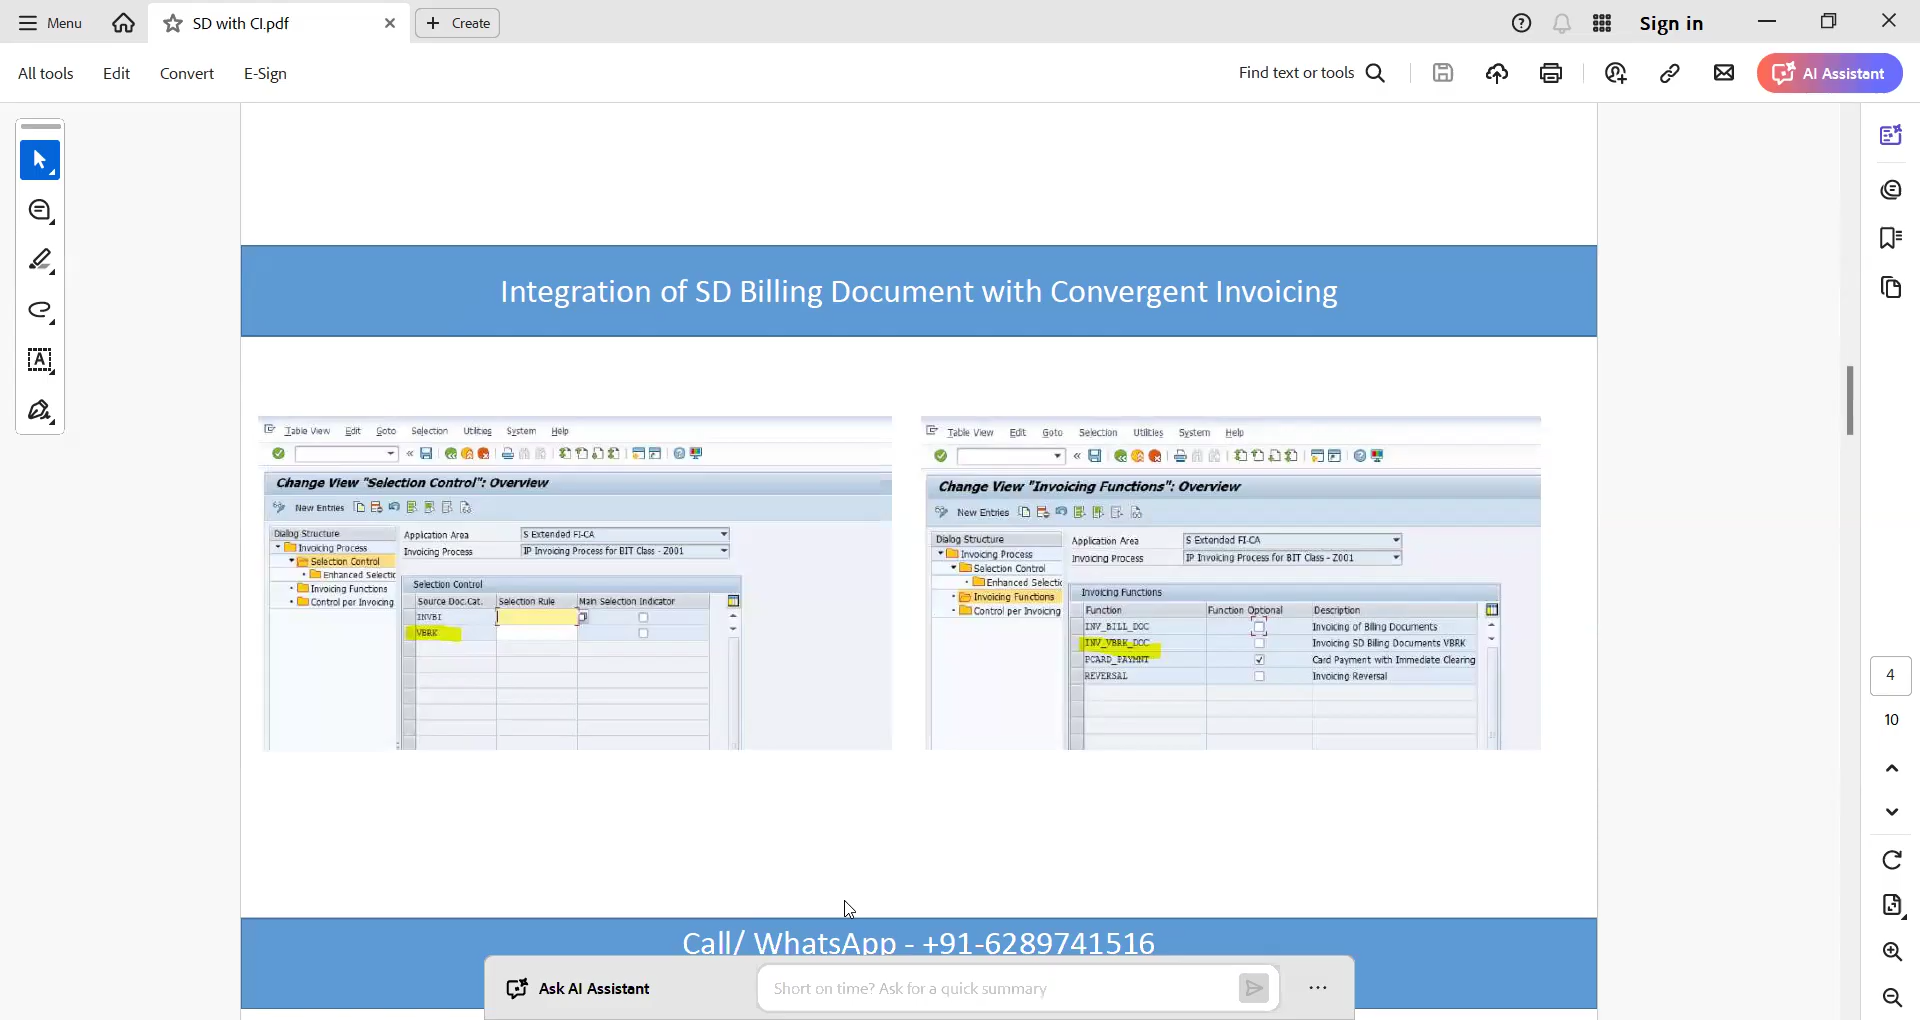 Menu
SD with CI.pdf
Create
Sign in
All tools
Edit
Convert
E-Sign
Find text or tools
AI Assistant
Integration of SD Billing Document with Convergent Invoicing
Table View Edit Goto Selection Utilities System Help
Change View "Selection Control": Overview
New Entries
Dialog Structure
Invoicing Process
Selection Control
Enhanced Selectic
Invoicing Functions
Control per Invoicing
Application Area S Extended FI-CA
Invoicing Process IP Invoicing Process for BIT Class - Z001
Selection Control
Source Doc.Cat. Selection Rule Main Selection Indicator
INVBI
VBRK
Table View Edit Goto Selection Utilities System Help
Change View "Invoicing Functions": Overview
New Entries
Dialog Structure
Invoicing Process
Selection Control
Enhanced Selectic
Invoicing Functions
Control per Invoicing
Application Area S Extended FI-CA
Invoicing Process IP Invoicing Process for BIT Class - Z001
Invoicing Functions
Function Function Optional Description
INV_BILL_DOC Invoicing of Billing Documents
INV_VBRK_DOC Invoicing SD Billing Documents VBRK
PCARD_PAYMNT Card Payment with Immediate Clearing
REVERSAL Invoicing Reversal
4
10
Call/ WhatsApp - +91-6289741516
Ask AI Assistant
Short on time? Ask for a quick summary